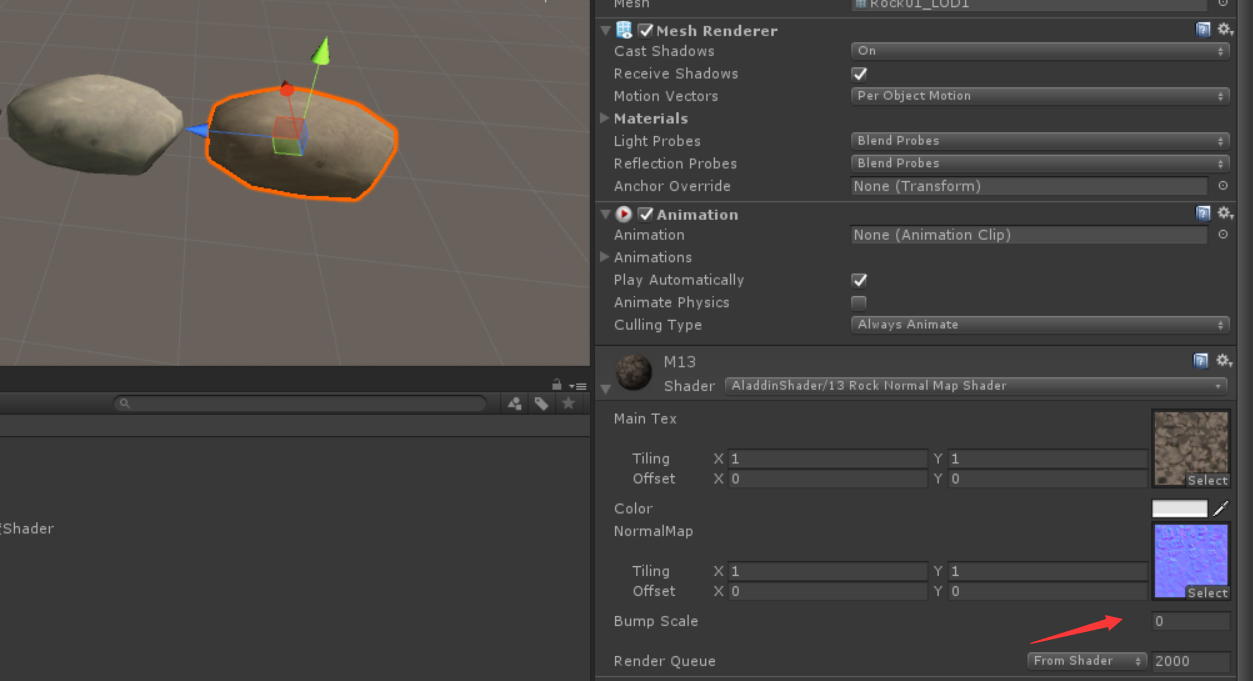 Mesh
Rock01_LOD1
Mesh Renderer
Cast Shadows
On
Receive Shadows
Motion Vectors
Per Object Motion
Materials
Light Probes
Blend Probes
Reflection Probes
Blend Probes
Anchor Override
None (Transform)
Animation
Animation
None (Animation Clip)
Animations
Play Automatically
Animate Physics
Culling Type
Always Animate
M13
Shader
AladdinShader/13 Rock Normal Map Shader
Main Tex
Tiling X 1 Y 1
Offset X 0 Y 0
Select
Color
NormalMap
Tiling X 1 Y 1
Offset X 0 Y 0
Select
Bump Scale
0
Render Queue
From Shader
2000
Shader